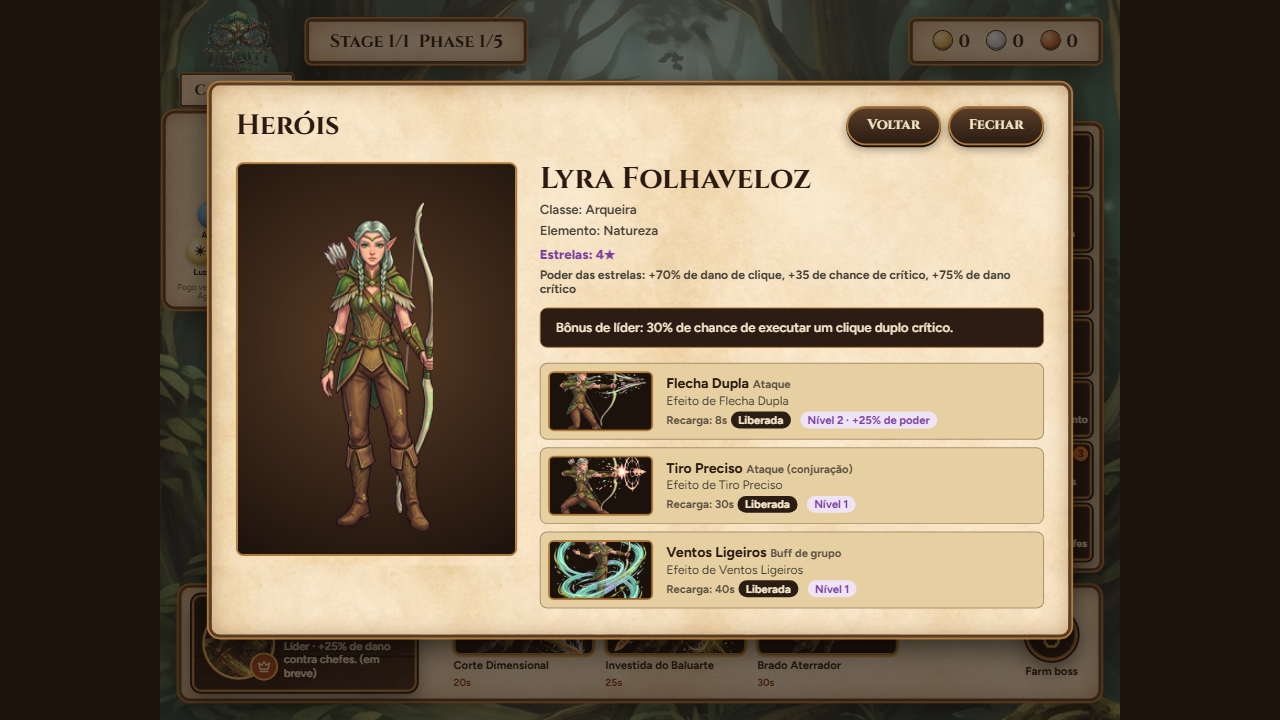 Stage 1/1 Phase 1/5
0 0 0
Heróis
Voltar
Fechar
Lyra Folhaveloz
Classe: Arqueira
Elemento: Natureza
Estrelas: 4★
Poder das estrelas: +70% de dano de clique, +35 de chance de crítico, +75% de dano
crítico
Bônus de líder: 30% de chance de executar um clique duplo crítico.
Flecha Dupla Ataque
Efeito de Flecha Dupla
Recarga: 8s Liberada Nível 2 · +25% de poder
Tiro Preciso Ataque (conjuração)
Efeito de Tiro Preciso
Recarga: 30s Liberada Nível 1
Ventos Ligeiros Buff de grupo
Efeito de Ventos Ligeiros
Recarga: 40s Liberada Nível 1
3
Líder · +25% de dano
contra chefes. (em
breve)
Corte Dimensional
20s
Investida do Baluarte
25s
Brado Aterrador
30s
Farm boss